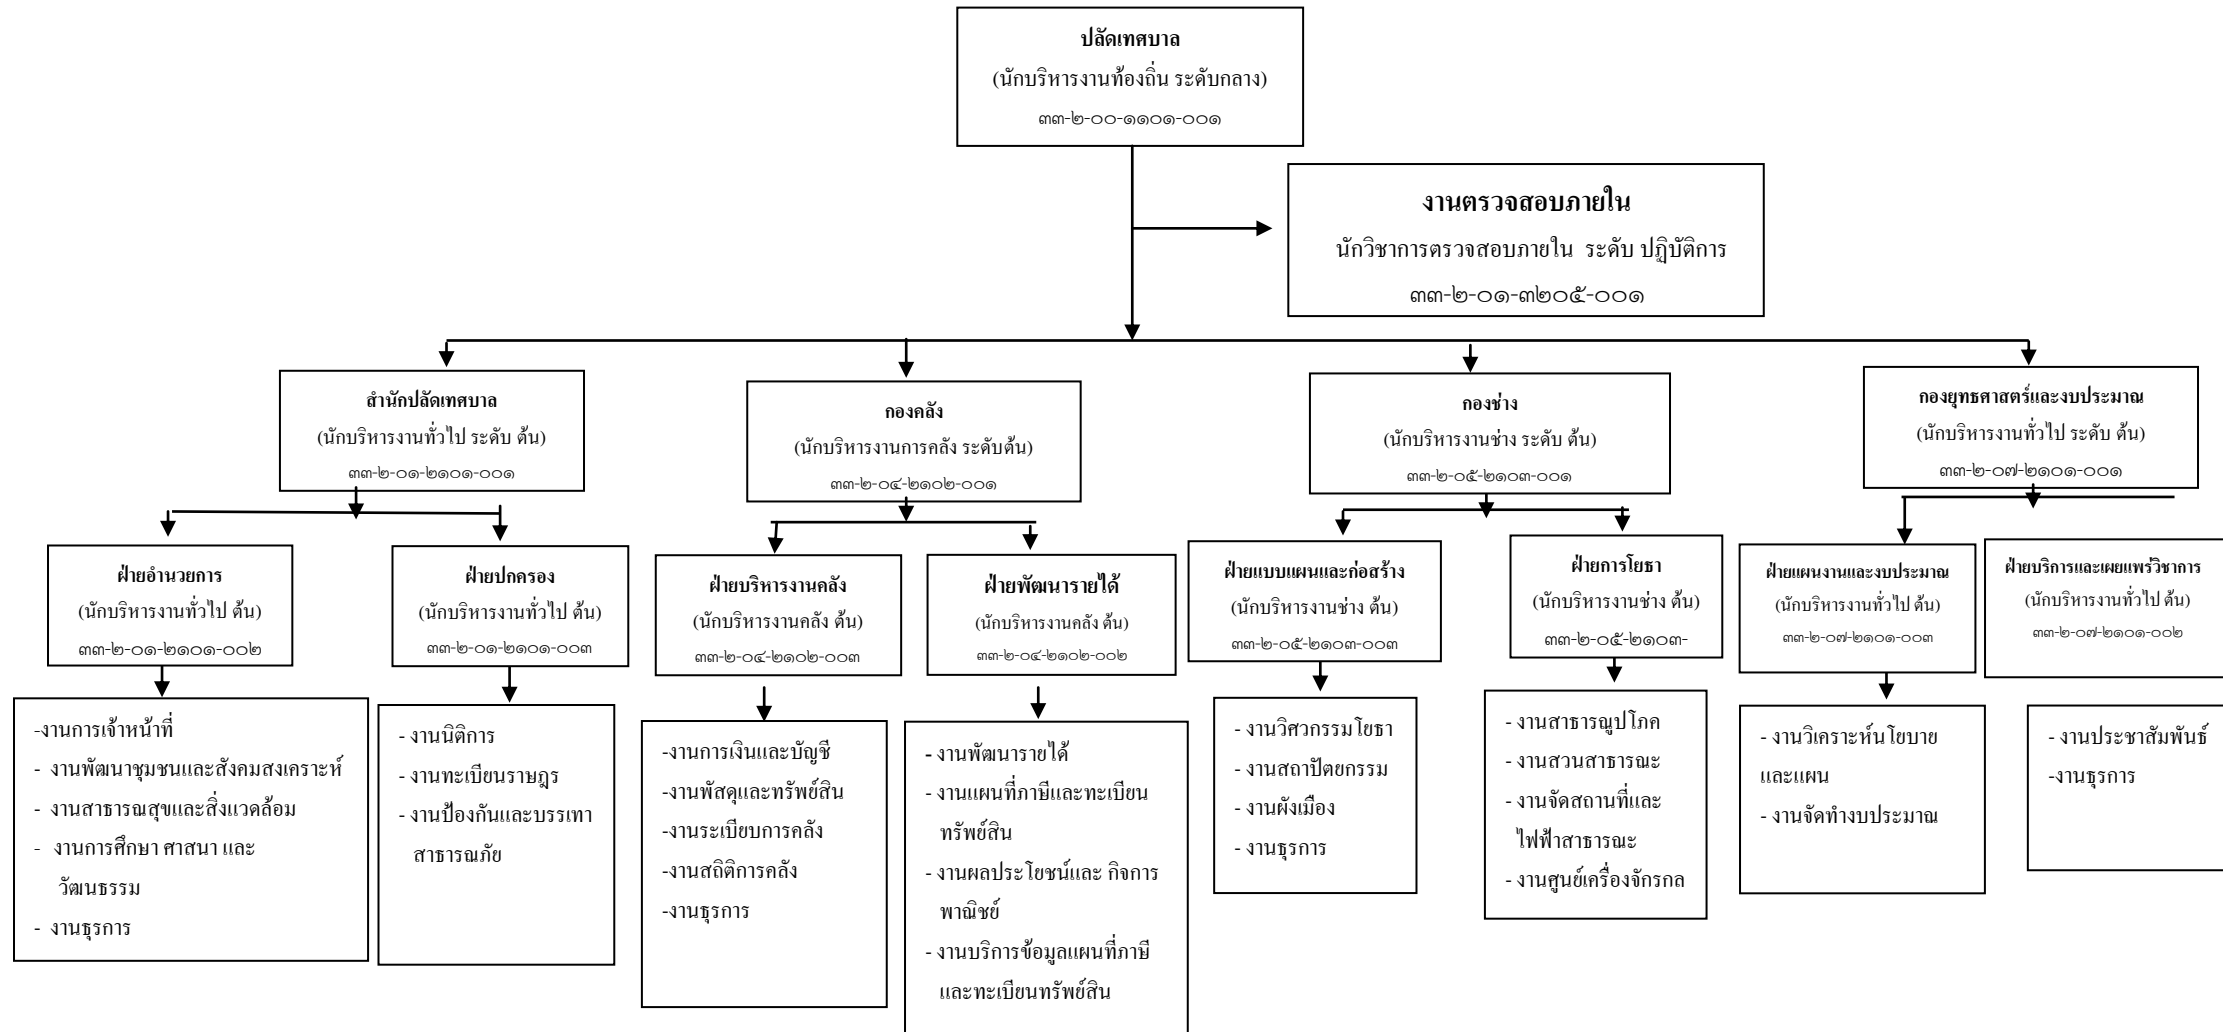 ปลัดเทศบาล
(นักบริหารงานท้องถิ่น ระดับกลาง)
๓๓-๒-๐๐-๑๑๐๑-๐๐๑
งานตรวจสอบภายใน
นักวิชาการตรวจสอบภายใน ระดับ ปฏิบัติการ
๓๓-๒-๐๑-๓๒๐๕-๐๐๑
สำนักปลัดเทศบาล
(นักบริหารงานทั่วไป ระดับ ต้น)
๓๓-๒-๐๑-๒๑๐๑-๐๐๑
กองคลัง
(นักบริหารงานการคลัง ระดับต้น)
๓๓-๒-๐๔-๒๑๐๒-๐๐๑
กองช่าง
(นักบริหารงานช่าง ระดับ ต้น)
๓๓-๒-๐๕-๒๑๐๓-๐๐๑
กองยุทธศาสตร์และงบประมาณ
(นักบริหารงานทั่วไป ระดับ ต้น)
๓๓-๒-๐๗-๒๑๐๑-๐๐๑
ฝ่ายอำนวยการ
(นักบริหารงานทั่วไป ต้น)
๓๓-๒-๐๑-๒๑๐๑-๐๐๒
ฝ่ายปกครอง
(นักบริหารงานทั่วไป ต้น)
๓๓-๒-๐๑-๒๑๐๑-๐๐๓
ฝ่ายบริหารงานคลัง
(นักบริหารงานคลัง ต้น)
๓๓-๒-๐๔-๒๑๐๒-๐๐๓
ฝ่ายพัฒนารายได้
(นักบริหารงานคลัง ต้น)
๓๓-๒-๐๔-๒๑๐๒-๐๐๒
ฝ่ายแบบแผนและก่อสร้าง
(นักบริหารงานช่าง ต้น)
๓๓-๒-๐๕-๒๑๐๓-๐๐๓
ฝ่ายการโยธา
(นักบริหารงานช่าง ต้น)
๓๓-๒-๐๕-๒๑๐๓-
ฝ่ายแผนงานและงบประมาณ
(นักบริหารงานทั่วไป ต้น)
๓๓-๒-๐๗-๒๑๐๑-๐๐๓
ฝ่ายบริการและเผยแพร่วิชาการ
(นักบริหารงานทั่วไป ต้น)
๓๓-๒-๐๗-๒๑๐๑-๐๐๒
-งานการเจ้าหน้าที่
- งานพัฒนาชุมชนและสังคมสงเคราะห์
- งานสาธารณสุขและสิ่งแวดล้อม
- งานการศึกษา ศาสนา และ
วัฒนธรรม
- งานธุรการ
- งานนิติการ
- งานทะเบียนราษฎร
- งานป้องกันและบรรเทา
สาธารณภัย
-งานการเงินและบัญชี
-งานพัสดุและทรัพย์สิน
-งานระเบียบการคลัง
-งานสถิติการคลัง
-งานธุรการ
- งานพัฒนารายได้
- งานแผนที่ภาษีและทะเบียน
ทรัพย์สิน
- งานผลประโยชน์และ กิจการ
พาณิชย์
- งานบริการข้อมูลแผนที่ภาษี
และทะเบียนทรัพย์สิน
- งานวิศวกรรมโยธา
-งานสถาปัตยกรรม
- งานผังเมือง
- งานธุรการ
- งานสาธารณูปโภค
- งานสวนสาธารณะ
- งานจัดสถานที่และ
ไฟฟ้าสาธารณะ
- งานศูนย์เครื่องจักรกล
- งานวิเคราะห์นโยบาย
และแผน
- งานจัดทำงบประมาณ
- งานประชาสัมพันธ์
-งานธุรการ